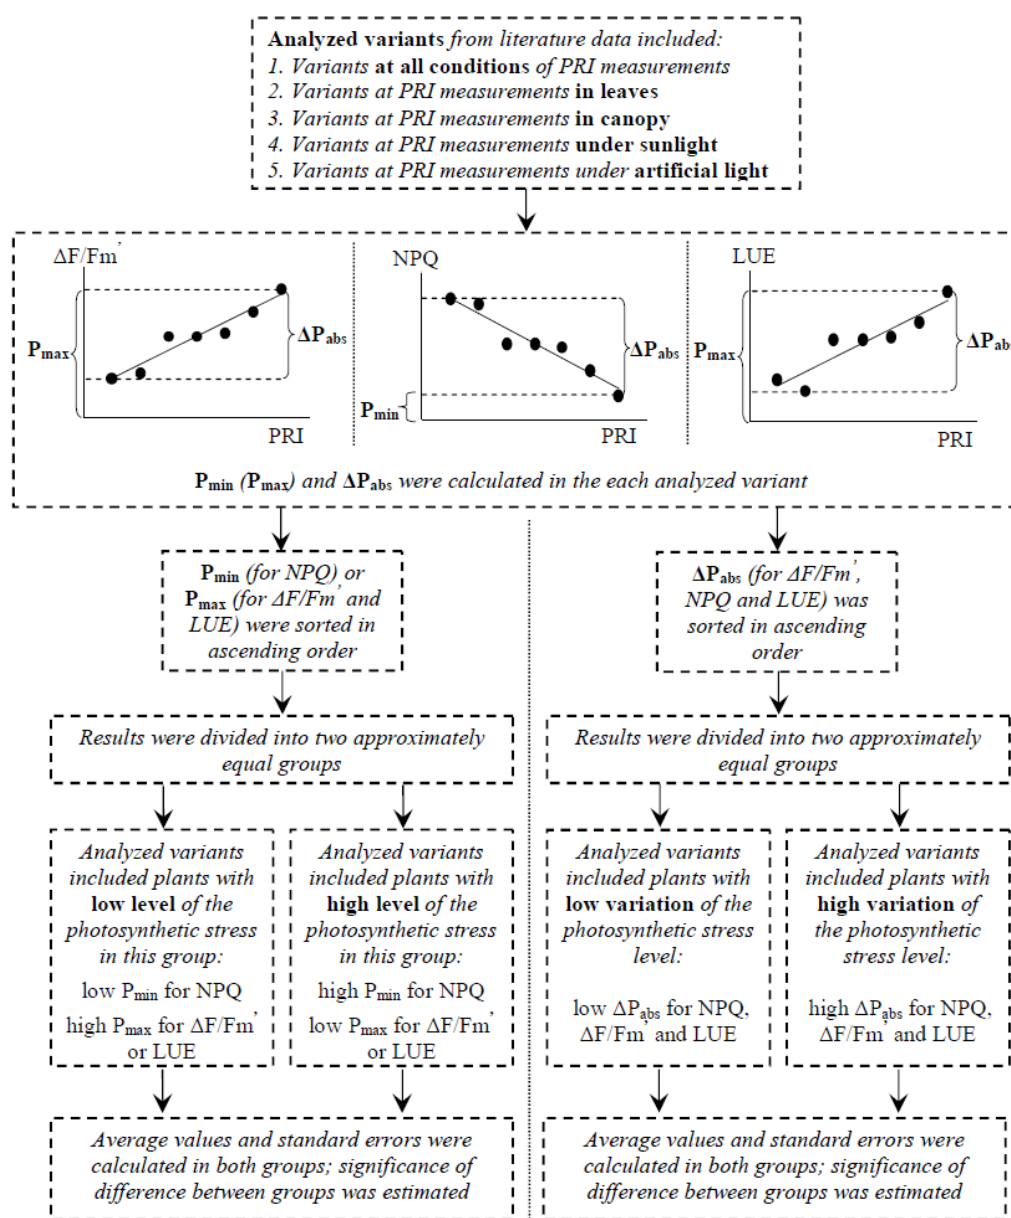 Analyzed variants from literature data included:
1. Variants at all conditions of PRI measurements
2. Variants at PRI measurements in leaves
3. Variants at PRI measurements in canopy
4. Variants at PRI measurements under sunlight
5. Variants at PRI measurements under artificial light
ΔF/Fm'
Pmax
ΔPabs
PRI
NPQ
ΔPabs
Pmin
PRI
LUE
Pmax
ΔPabs
PRI
Pmin (Pmax) and ΔPabs were calculated in the each analyzed variant
Pmin (for NPQ) or
Pmax (for ΔF/Fm' and
LUE) were sorted in
ascending order
ΔPabs (for ΔF/Fm',
NPQ and LUE) was
sorted in ascending
order
Results were divided into two approximately
equal groups
Results were divided into two approximately
equal groups
Analyzed variants
included plants with
low level of the
photosynthetic stress
in this group:
low Pmin for NPQ
high Pmax for ΔF/Fm'
or LUE
Analyzed variants
included plants with
high level of the
photosynthetic stress
in this group:
high Pmin for NPQ
low Pmax for ΔF/Fm'
or LUE
Analyzed variants
included plants with
low variation of the
photosynthetic stress
level:
low ΔPabs for NPQ,
ΔF/Fm' and LUE
Analyzed variants
included plants with
high variation of
the photosynthetic
stress level:
high ΔPabs for NPQ,
ΔF/Fm' and LUE
Average values and standard errors were
calculated in both groups; significance of
difference between groups was estimated
Average values and standard errors were
calculated in both groups; significance of
difference between groups was estimated